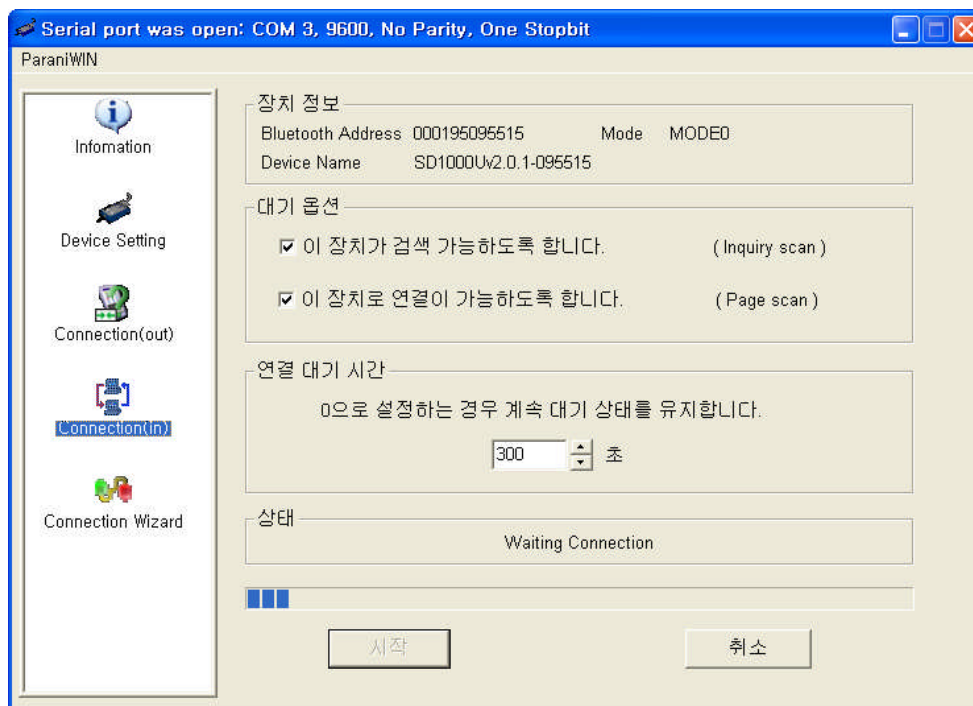 Serial port was open: COM 3, 9600, No Parity, One Stopbit
ParaniWIN
Infomation
Device Setting
Connection(out)
Connection(in)
Connection Wizard
장치 정보
Bluetooth Address 000195095515 Mode MODE0
Device Name SD1000Uv2.0.1-095515
대기 옵션
이 장치가 검색 가능하도록 합니다. ( Inquiry scan )
이 장치로 연결이 가능하도록 합니다. ( Page scan )
연결 대기 시간
0으로 설정하는 경우 계속 대기 상태를 유지합니다.
300 초
상태
Waiting Connection
시작 취소